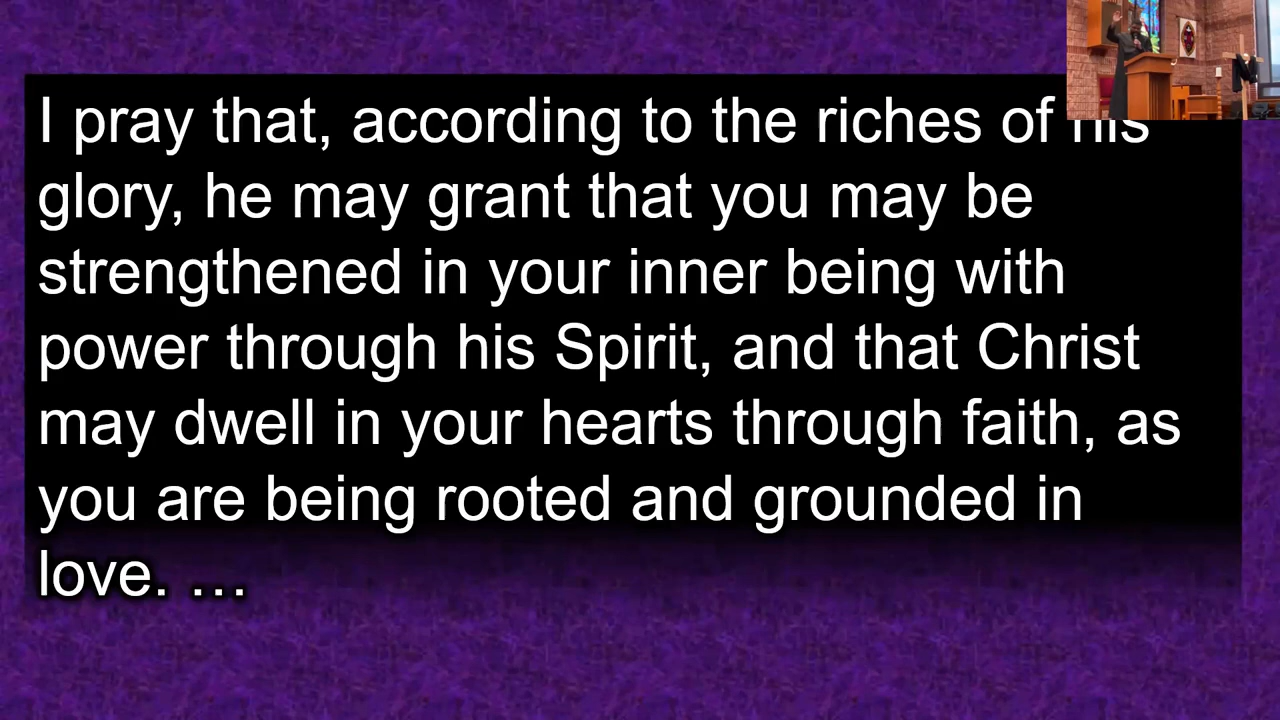 I pray that, according to the riches of his
glory, he may grant that you may be
strengthened in your inner being with
power through his Spirit, and that Christ
may dwell in your hearts through faith, as
you are being rooted and grounded in
love. …